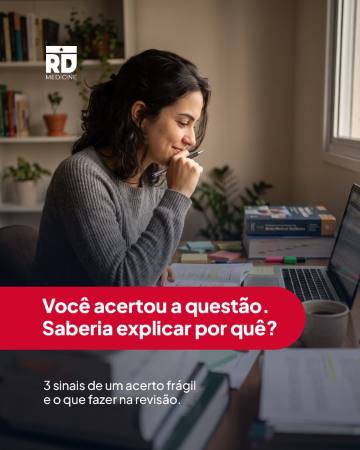 RD
MEDICINE
Você acertou a questão.
Saberia explicar por quê?
3 sinais de um acerto frágil
e o que fazer na revisão.